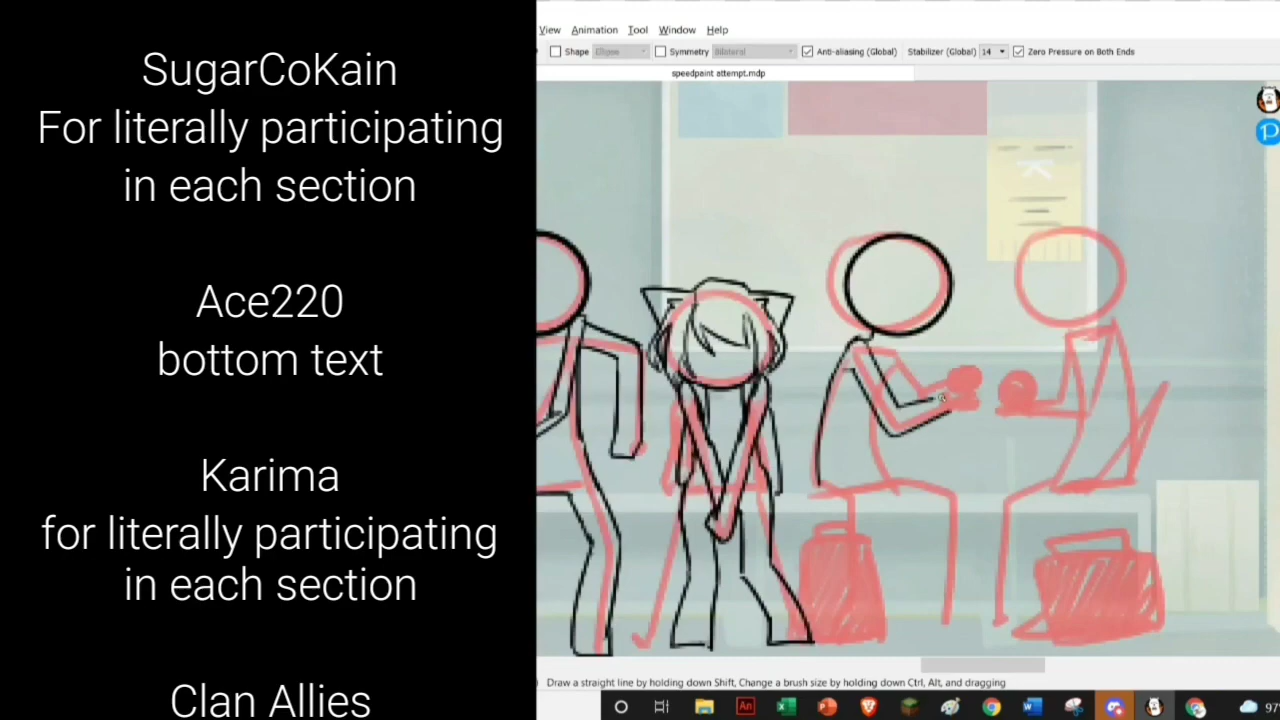 SugarCoKain
For literally participating
in each section
Ace220
bottom text
Karima
for literally participating
in each section
Clan Allies
View Animation Tool Window Help
Shape Ellipse Symmetry Bilateral Anti-aliasing (Global) Stabilizer (Global) 14 Zero Pressure on Both Ends
speedpaint attempt.mdp
Draw a straight line by holding down Shift, Change a brush size by holding down Ctrl, Alt, and dragging
97